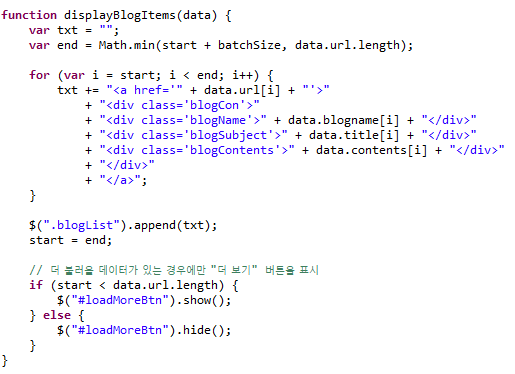 function displayBlogItems(data) {
    var txt = "";
    var end = Math.min(start + batchSize, data.url.length);

    for (var i = start; i < end; i++) {
        txt += "<a href='" + data.url[i] + "'>"
            + "<div class='blogCon'>"
            + "<div class='blogName'>" + data.blogname[i] + "</div>"
            + "<div class='blogSubject'>" + data.title[i] + "</div>"
            + "<div class='blogContents'>" + data.contents[i] + "</div>"
            + "</div>"
            + "</a>";
    }

    $(".blogList").append(txt);
    start = end;

    // 더 불러올 데이터가 있는 경우에만 "더 보기" 버튼을 표시
    if (start < data.url.length) {
        $("#loadMoreBtn").show();
    } else {
        $("#loadMoreBtn").hide();
    }
}